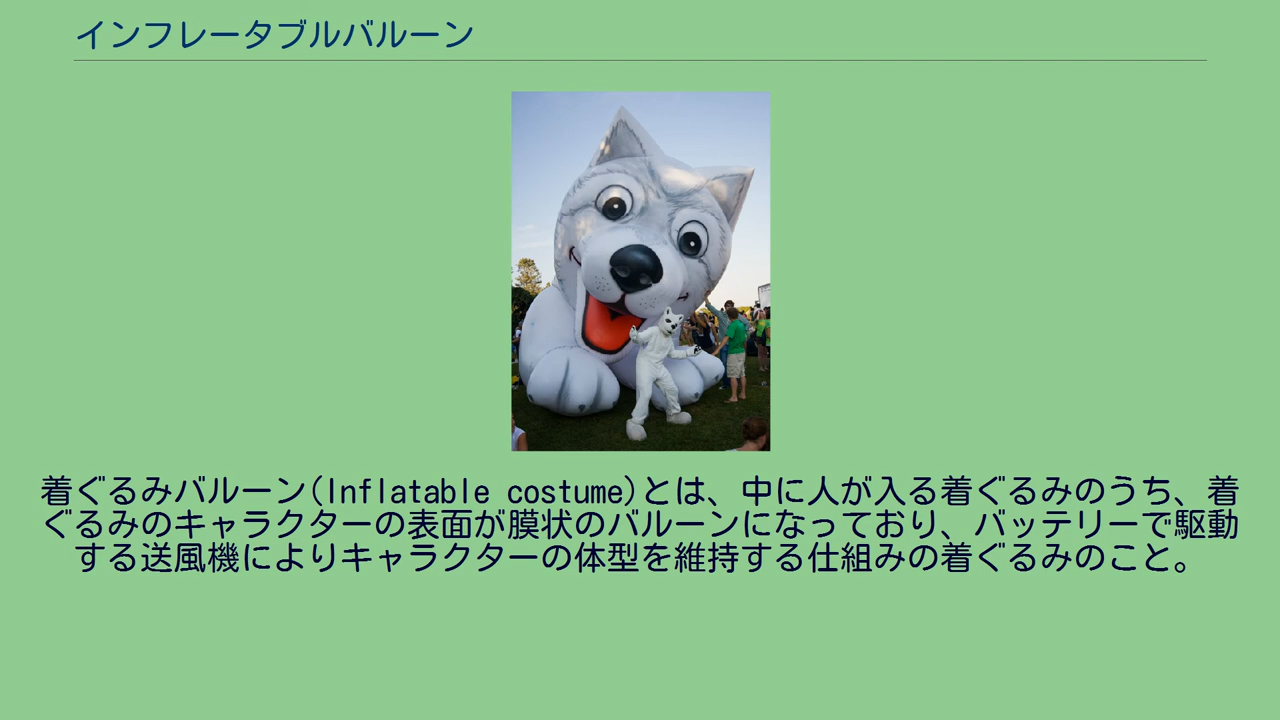 インフレータブルバルーン
着ぐるみバルーン(Inflatable costume)とは、中に人が入る着ぐるみのうち、着
ぐるみのキャラクターの表面が膜状のバルーンになっており、バッテリーで駆動
する送風機によりキャラクターの体型を維持する仕組みの着ぐるみのこと。